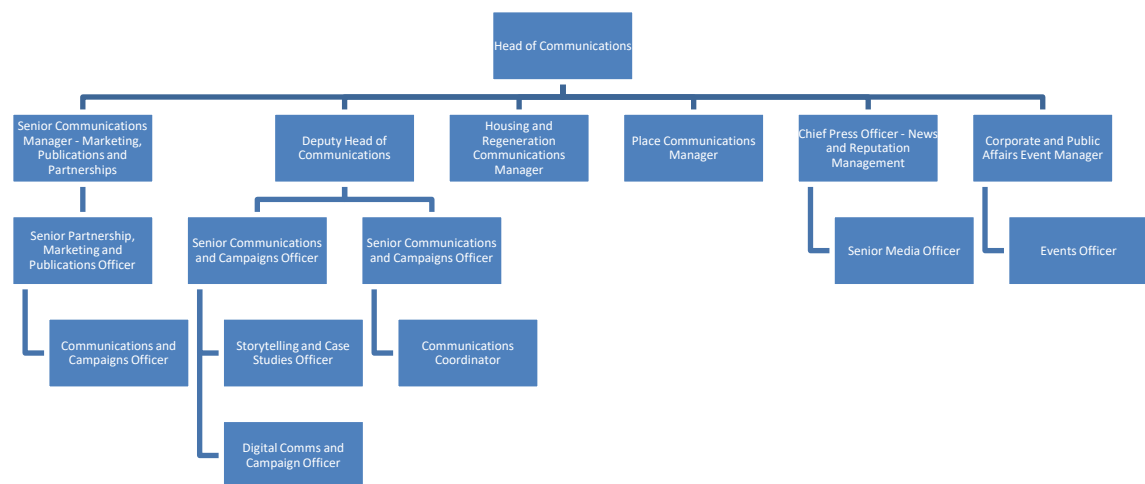 Head of Communications
Senior Communications
Manager - Marketing,
Publications and
Partnerships
Deputy Head of
Communications
Housing and
Regeneration
Communications
Manager
Place Communications
Manager
Chief Press Officer - News
and Reputation
Management
Corporate and Public
Affairs Event Manager
Senior Partnership,
Marketing and
Publications Officer
Senior Communications
and Campaigns Officer
Senior Communications
and Campaigns Officer
Senior Media Officer
Events Officer
Communications and
Campaigns Officer
Storytelling and Case
Studies Officer
Communications
Coordinator
Digital Comms and
Campaign Officer